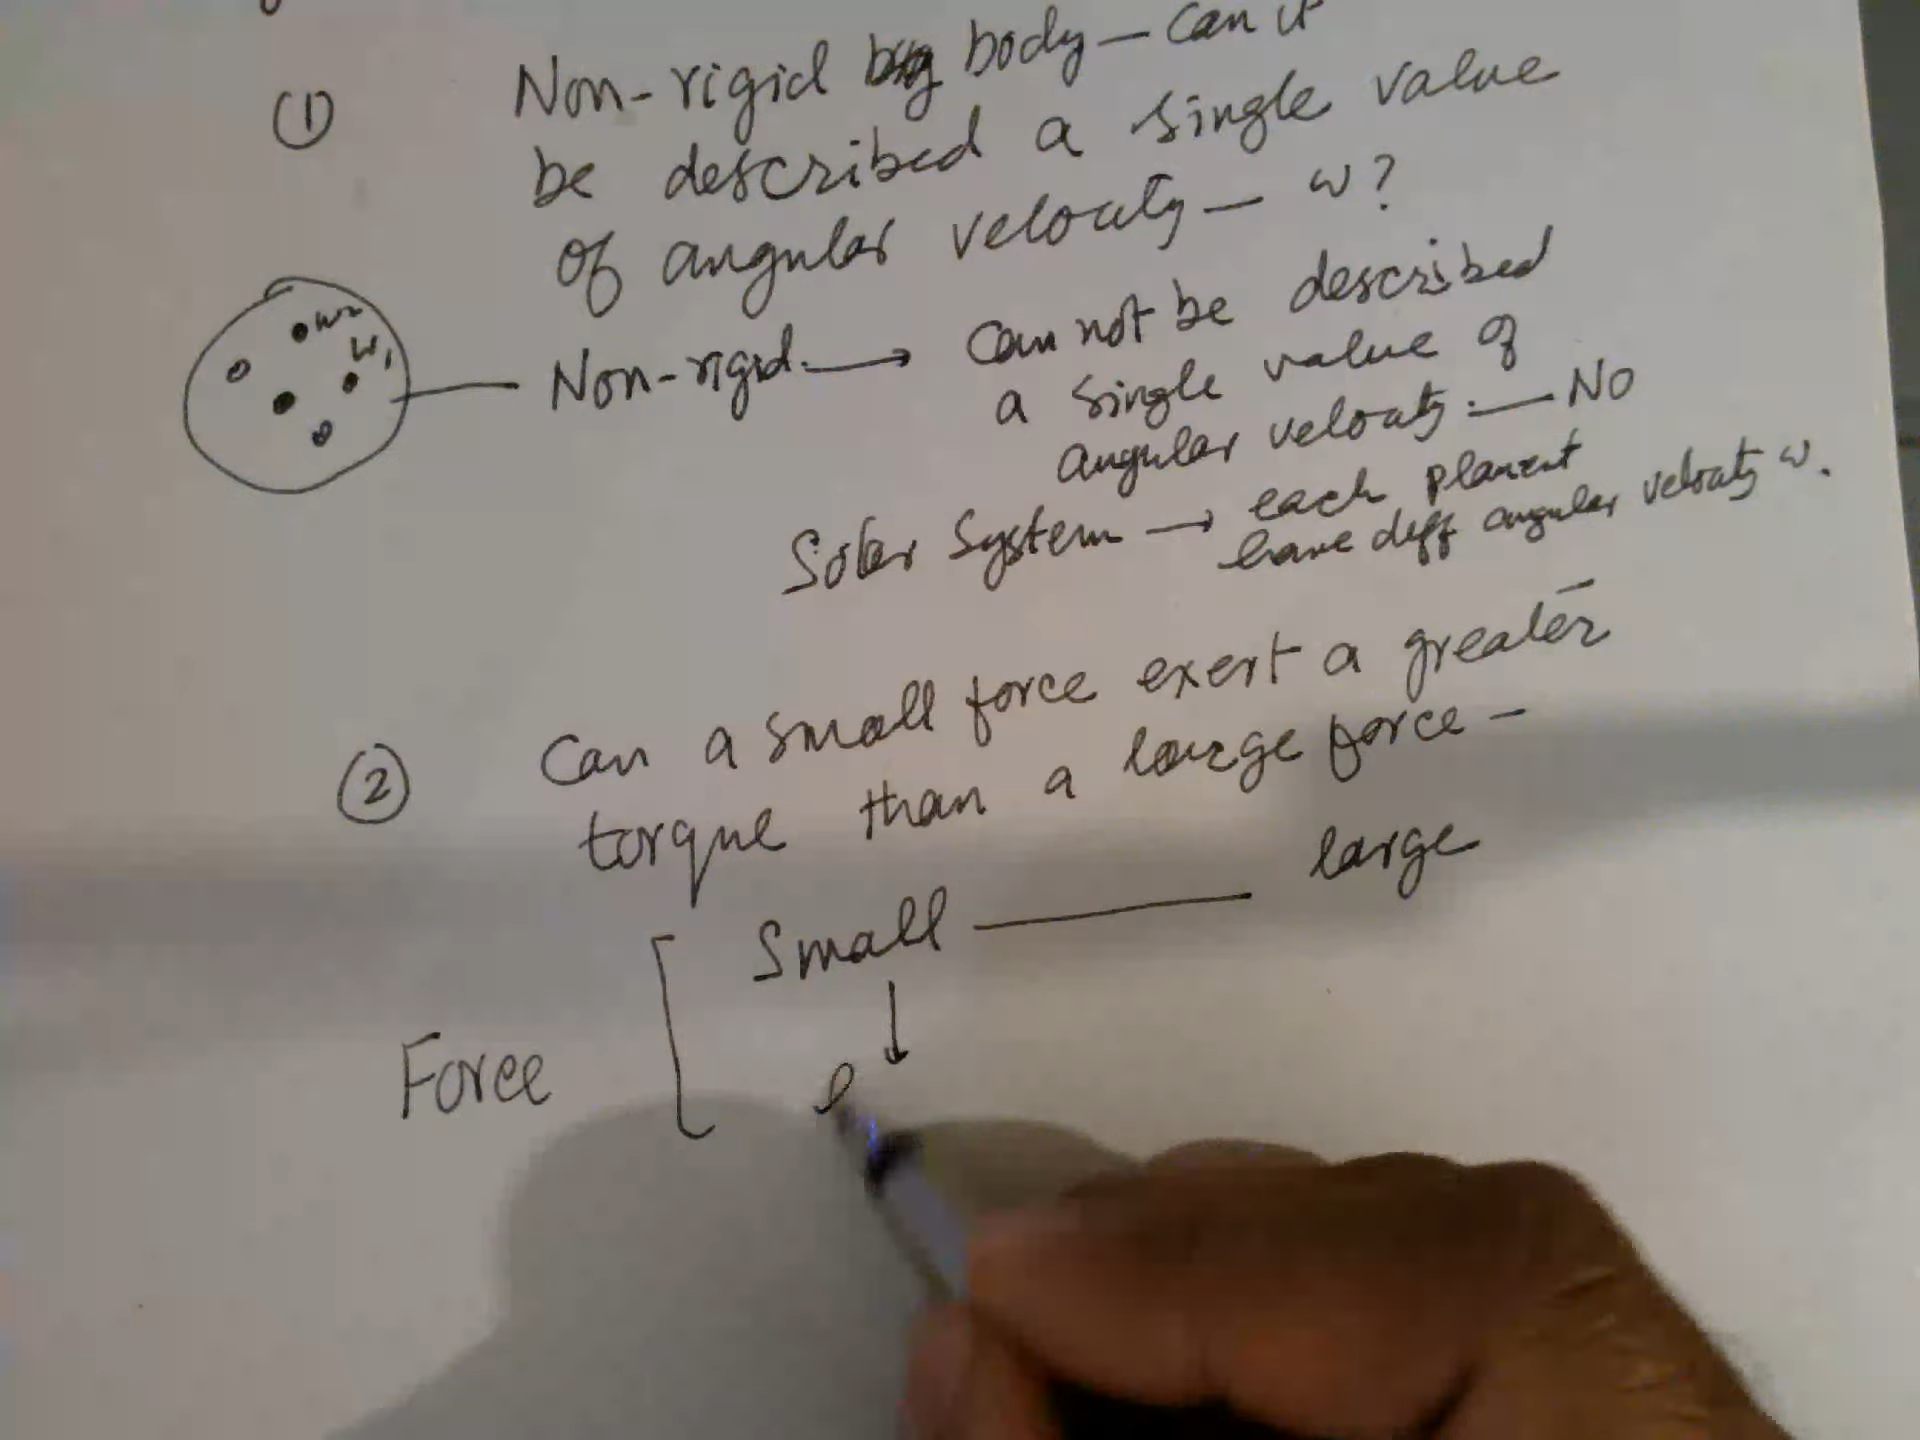 ① Non-rigid body – can it
be described a single value
of angular velocity – ω?
ω2
ω1
Non-rigid. → can not be described
a single value of
angular velocity. — No
Solar System → each planent
have diff angular velocity ω.
② Can a small force exert a greater –
torque than a large force –
Small — large
↓
Force